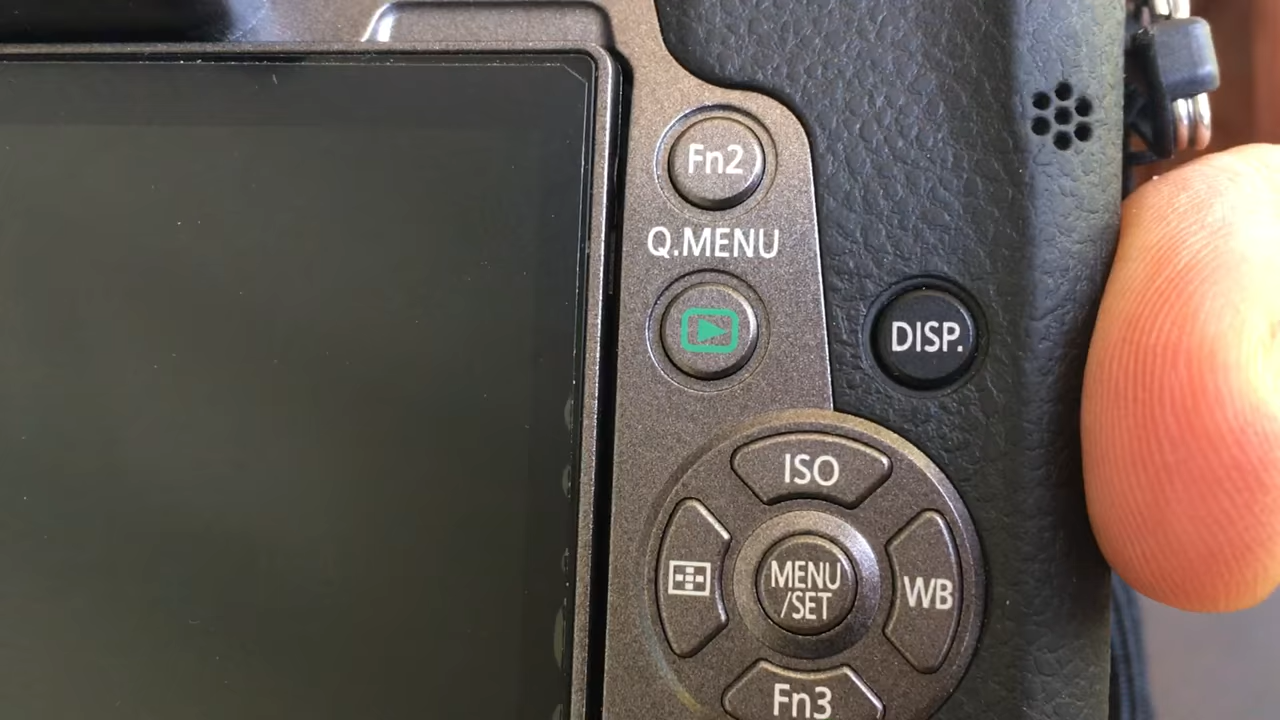 Fn2
Q.MENU
DISP.
ISO
MENU
/SET
WB
Fn3